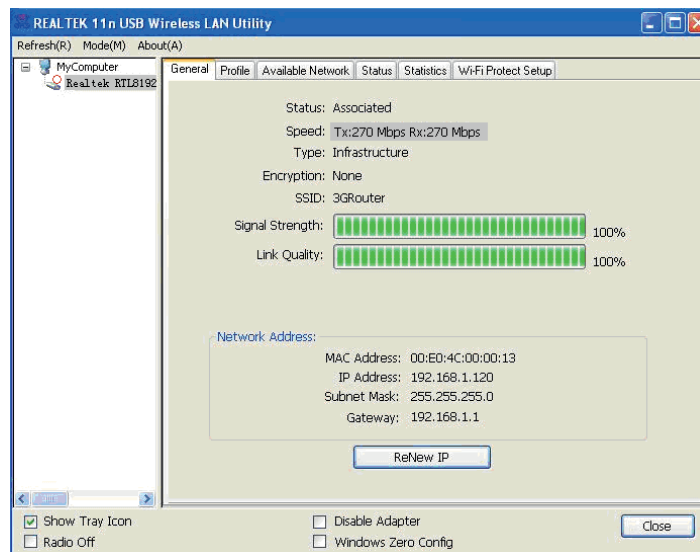 REALTEK 11n USB Wireless LAN Utility
Refresh(R) Mode(M) About(A)
MyComputer
Realtek RTL8192
General Profile Available Network Status Statistics Wi-Fi Protect Setup
Status: Associated
Speed: Tx:270 Mbps Rx:270 Mbps
Type: Infrastructure
Encryption: None
SSID: 3GRouter
Signal Strength: 100%
Link Quality: 100%
Network Address:
MAC Address: 00:E0:4C:00:00:13
IP Address: 192.168.1.120
Subnet Mask: 255.255.255.0
Gateway: 192.168.1.1
ReNew IP
Show Tray Icon
Disable Adapter
Close
Radio Off
Windows Zero Config